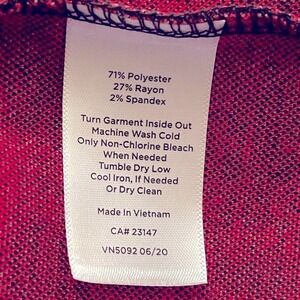 71% Polyester
27% Rayon
2% Spandex
Turn Garment Inside Out
Machine Wash Cold
Only Non-Chlorine Bleach
When Needed
Tumble Dry Low
Cool Iron, If Needed
Or Dry Clean
Made In Vietnam
CA# 23147
VN5092 06/20